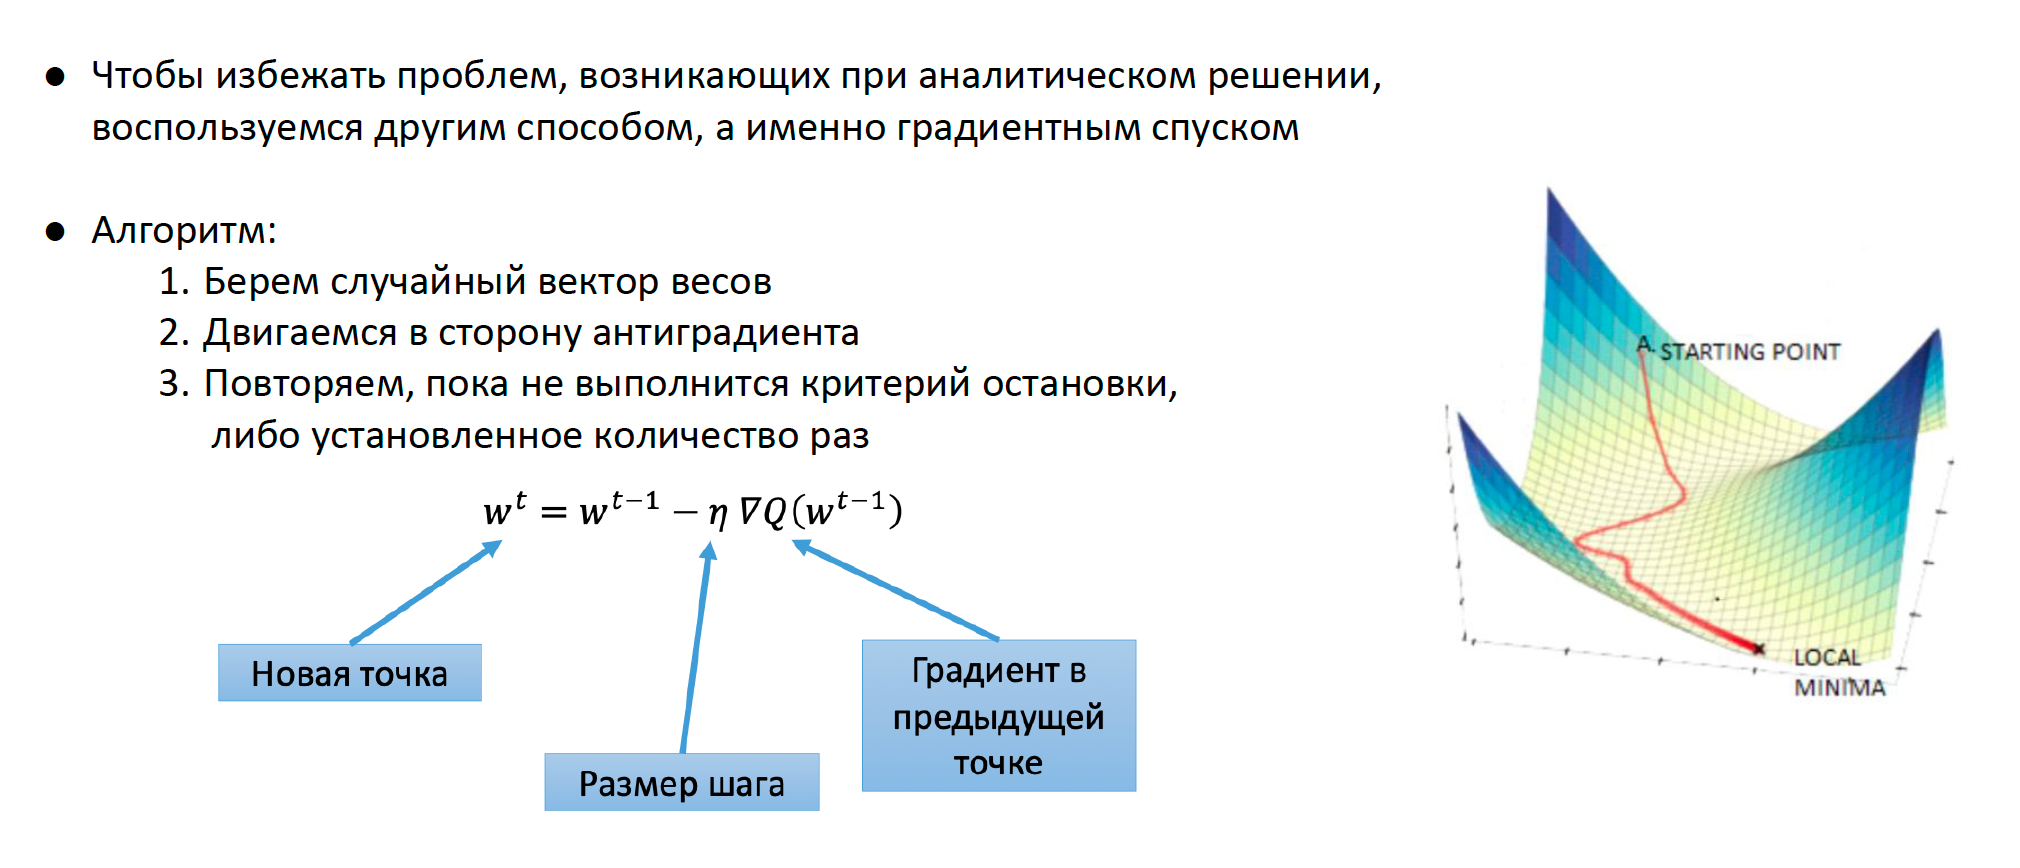 ● Чтобы избежать проблем, возникающих при аналитическом решении,
воспользуемся другим способом, а именно градиентным спуском
● Алгоритм:
1. Берем случайный вектор весов
2. Двигаемся в сторону антиградиента
3. Повторяем, пока не выполнится критерий остановки,
либо установленное количество раз
w^t = w^{t−1} − η ∇Q(w^{t−1})
Новая точка
Размер шага
Градиент в
предыдущей
точке
A. STARTING POINT
LOCAL
MINIMA